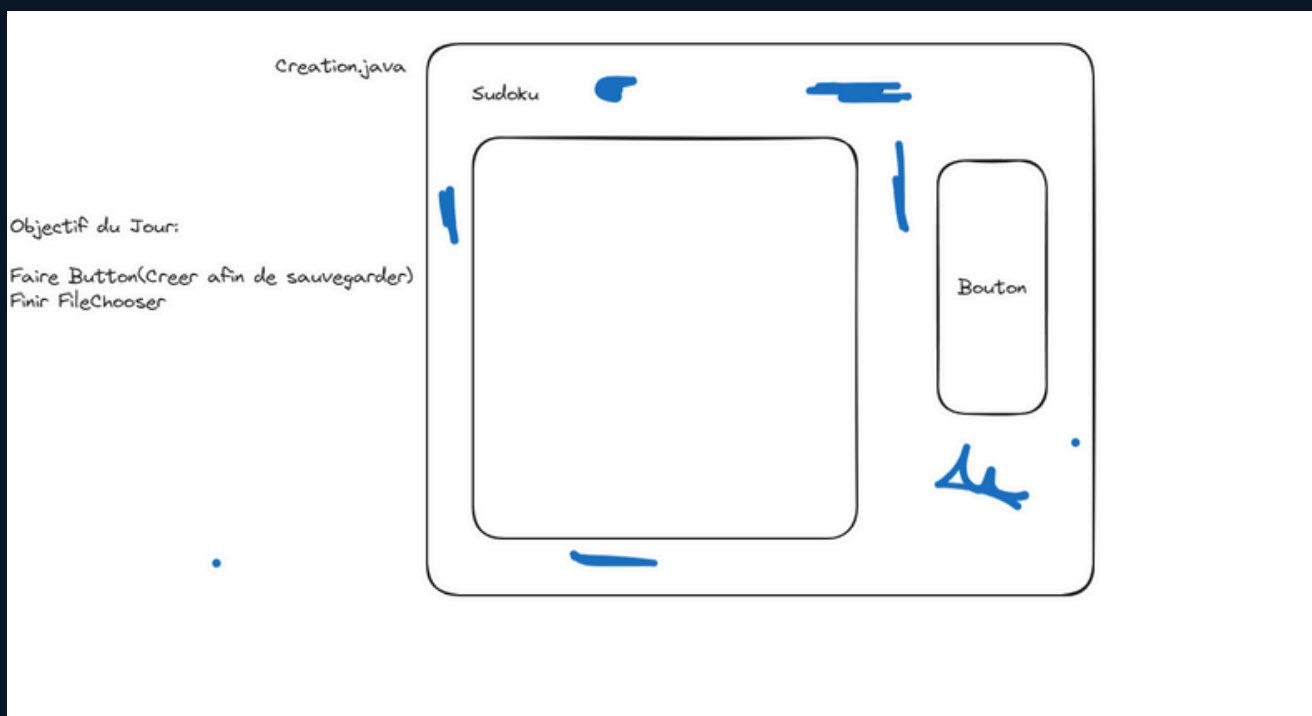 Creation.java
Sudoku
Objectif du Jour:
Faire Button(Creer afin de sauvegarder)
Finir FileChooser
Bouton